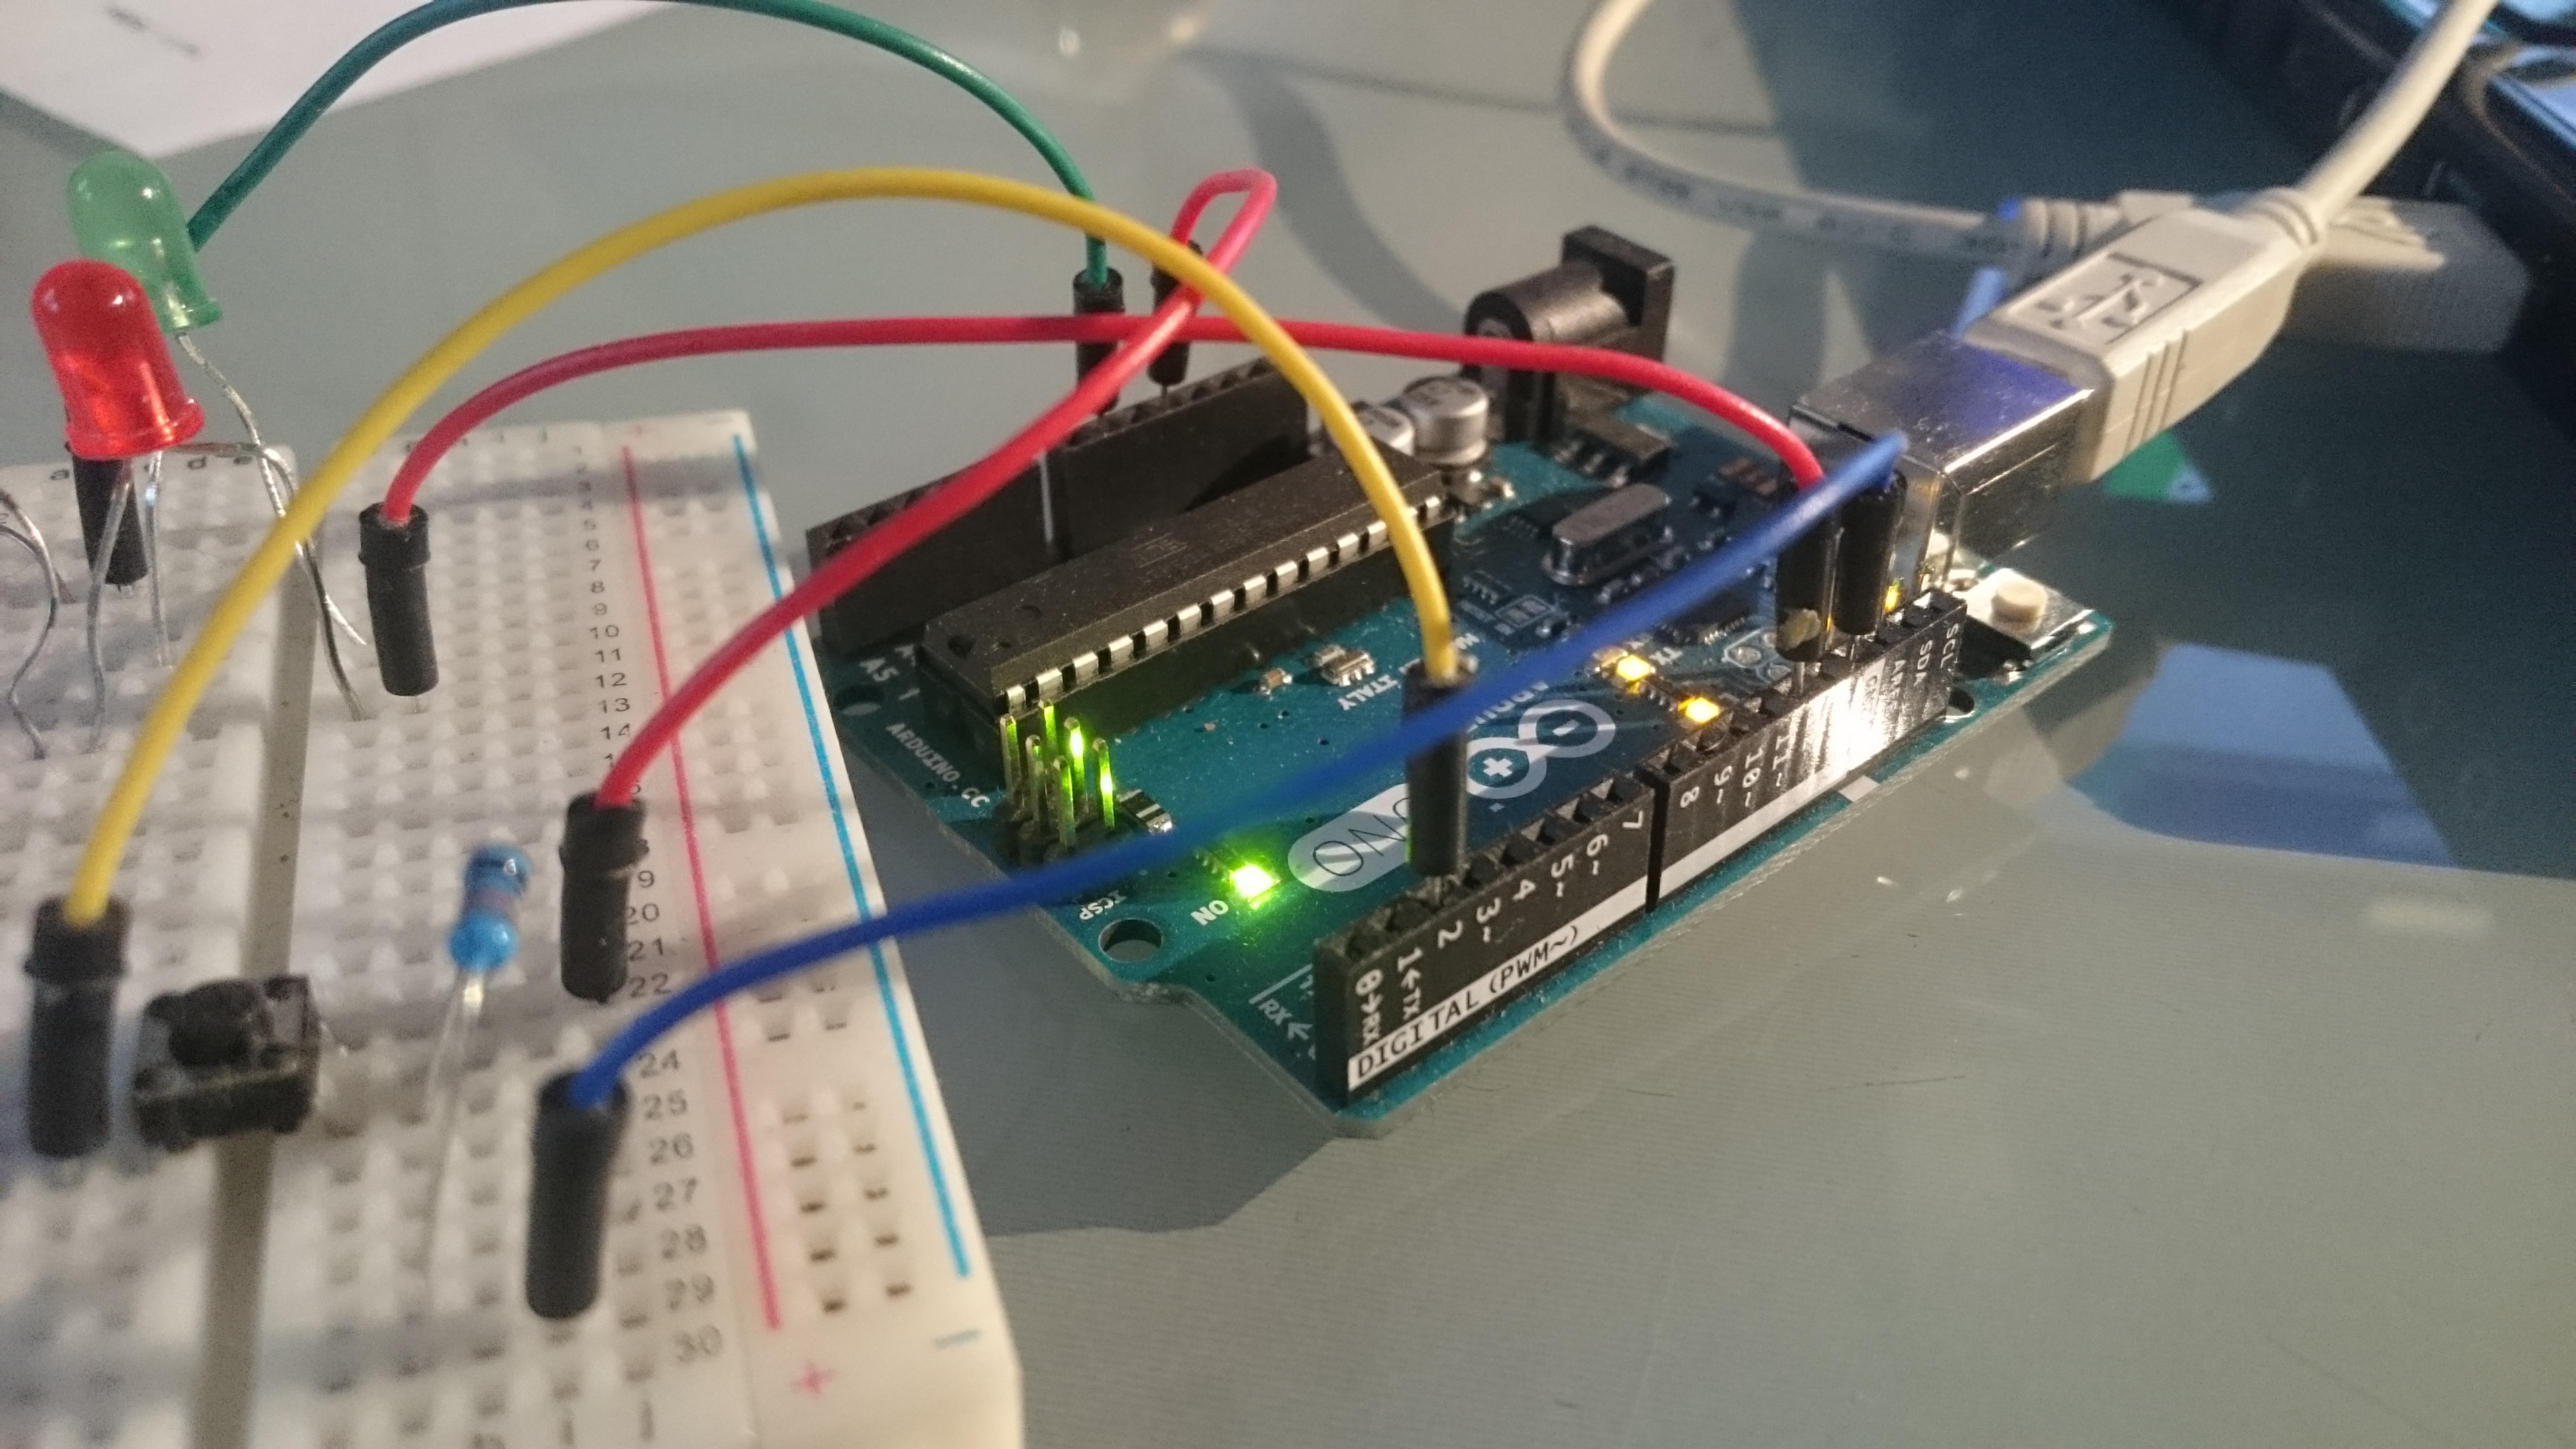 a
d e
j
+
-
1
3
4
5
6
7
8
9
10
11
12
13
14
9
20
21
22
24
25
26
27
28
29
30
+
-
j
A5
ARDUINO.CC
ITALY
TX
ICSP
ON
UNO
SCL
SDA
11~
10~
9~
8
7
6~
5~
4
3~
2
1→TX
0→RX
DIGITAL (PWM~)
RX←